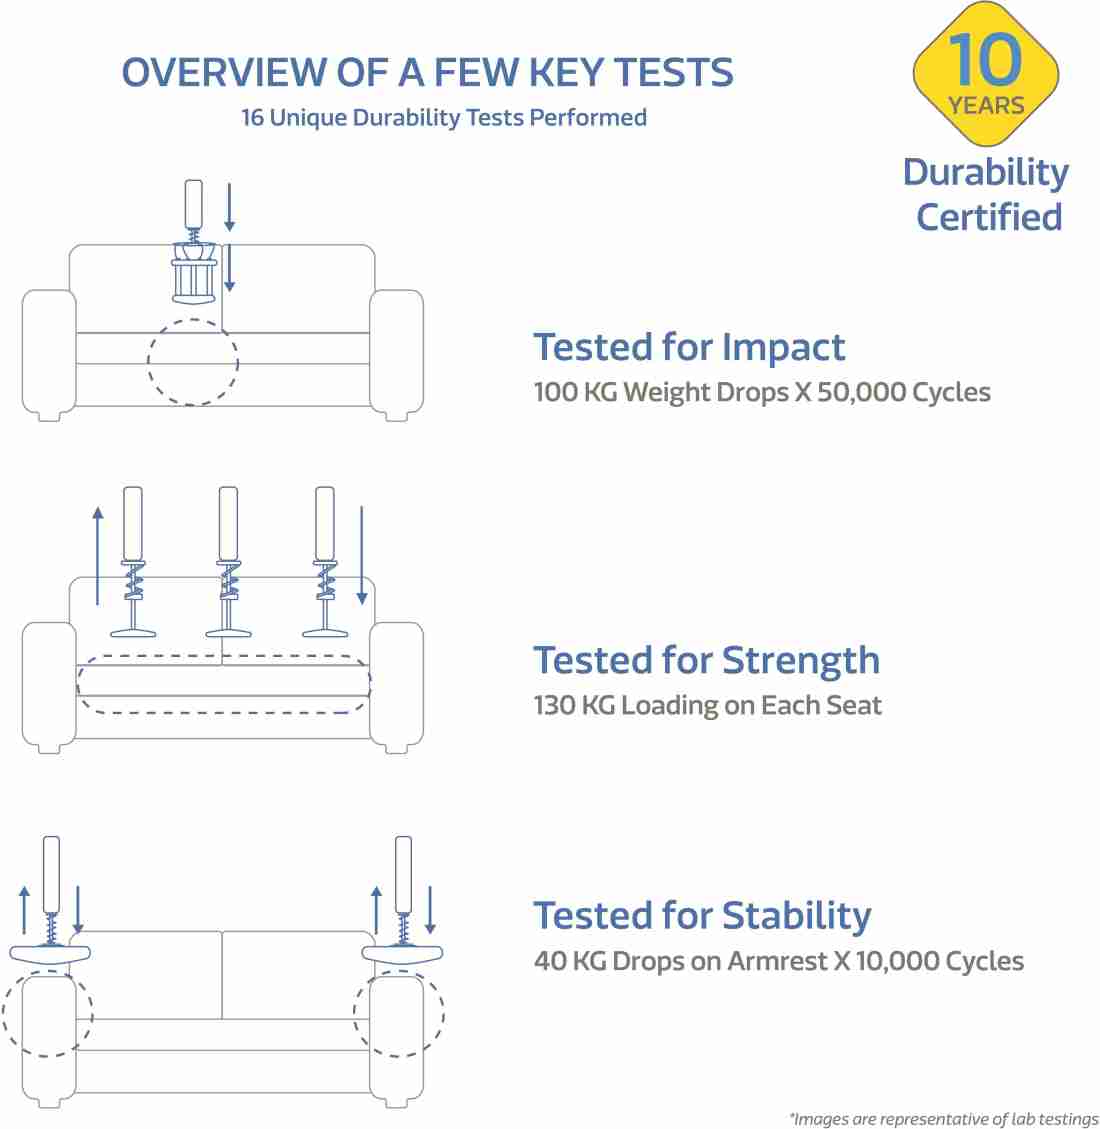 OVERVIEW OF A FEW KEY TESTS
16 Unique Durability Tests Performed
10
YEARS
Durability
Certified
Tested for Impact
100 KG Weight Drops X 50,000 Cycles
Tested for Strength
130 KG Loading on Each Seat
Tested for Stability
40 KG Drops on Armrest X 10,000 Cycles
*Images are representative of lab testings